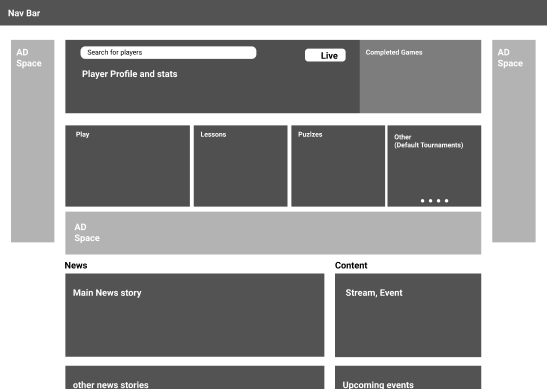 Nav Bar
AD
Space
Search for players
Live
Player Profile and stats
Completed Games
AD
Space
Play
Lessons
Puzlzes
Other
(Default Tournaments)
AD
Space
News
Content
Main News story
Stream, Event
other news stories
Upcoming events